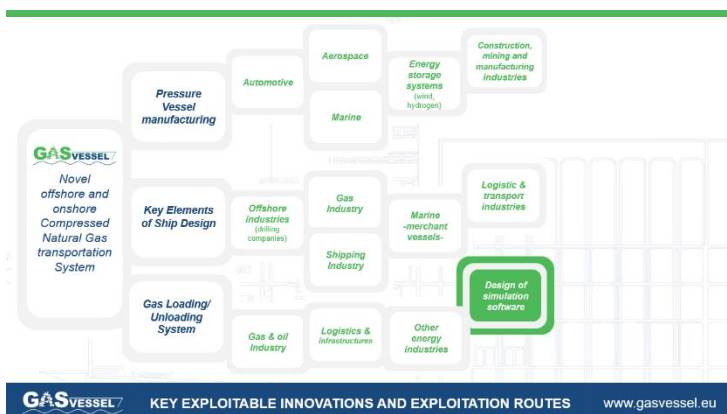 GASVESSEL
Novel
offshore and
onshore
Compressed
Natural Gas
transportation
System
Pressure
Vessel
manufacturing
Automotive
Aerospace
Marine
Energy
storage
systems
(wind,
hydroges)
Construction,
mining and
manufacturing
industries
Key Elements
of Ship Design
Offshore
industries
(drilling
companies)
Gas
Industry
Shipping
Industry
Marine
-merchant
vessels-
Logistic &
transport
industries
Gas Loading/
Unloading
System
Gas & oil
Industry
Logistics &
infrastructures
Other
energy
industries
Design of
simulation
software
GASVESSEL KEY EXPLOITABLE INNOVATIONS AND EXPLOITATION ROUTES www.gasvessel.eu